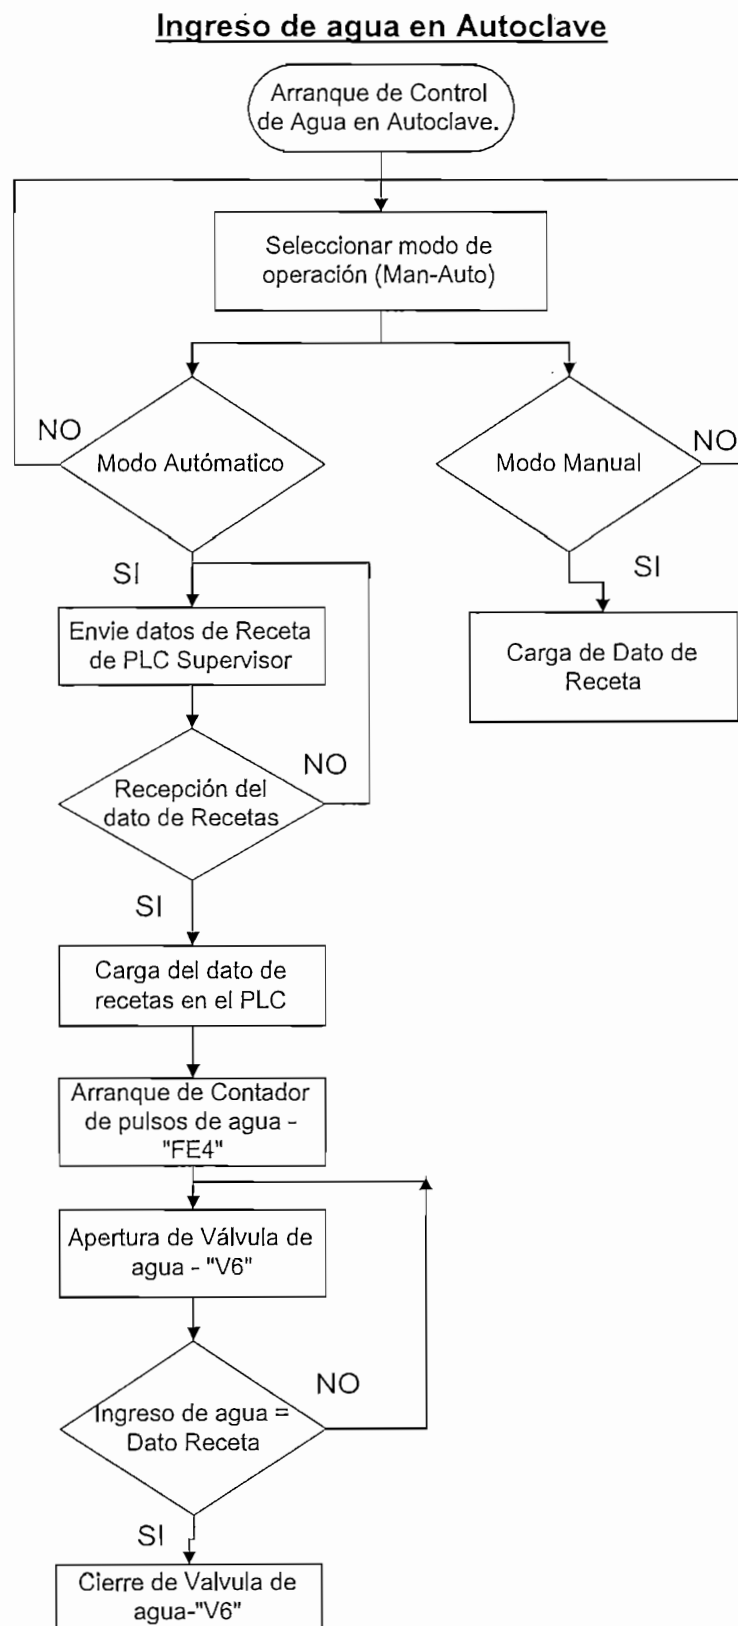 Ingreso de agua en Autoclave
Arranque de Control
de Agua en Autoclave.
Seleccionar modo de
operación (Man-Auto)
NO
Modo Autómatico
NO
Modo Manual
SI
SI
Envie datos de Receta
de PLC Supervisor
Carga de Dato de
Receta
NO
Recepción del
dato de Recetas
SI
Carga del dato de
recetas en el PLC
Arranque de Contador
de pulsos de agua -
"FE4"
Apertura de Válvula de
agua - "V6"
NO
Ingreso de agua =
Dato Receta
SI
Cierre de Valvula de
agua-"V6"